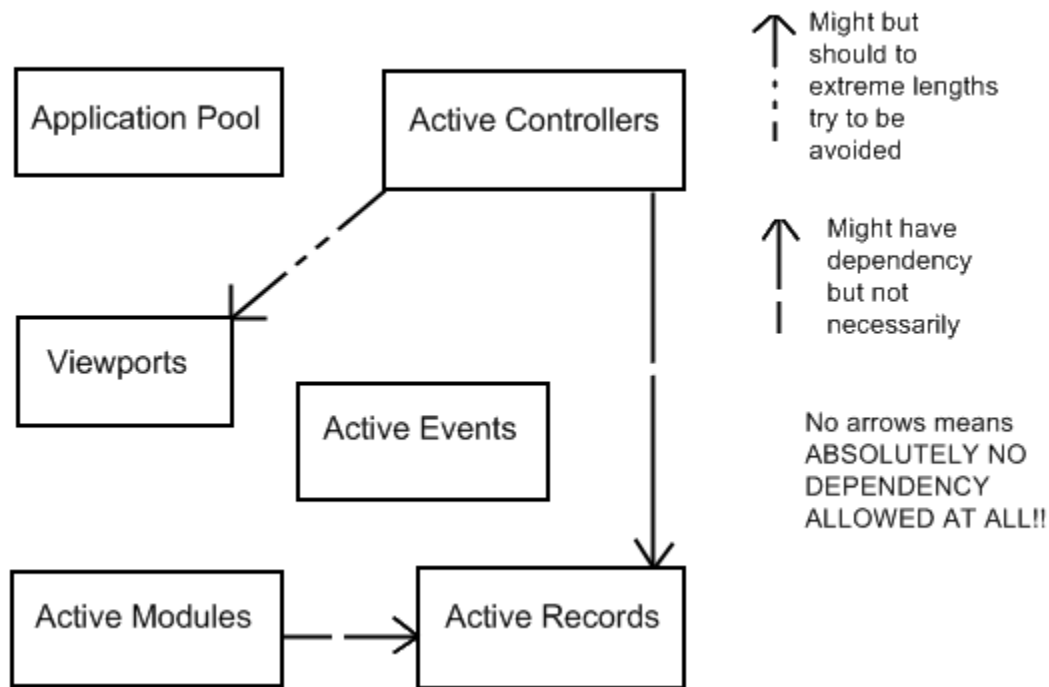 Application Pool
Active Controllers
Viewports
Active Events
Active Modules
Active Records
Might but
should to
extreme lengths
try to be
avoided
Might have
dependency
but not
necessarily
No arrows means
ABSOLUTELY NO
DEPENDENCY
ALLOWED AT ALL!!